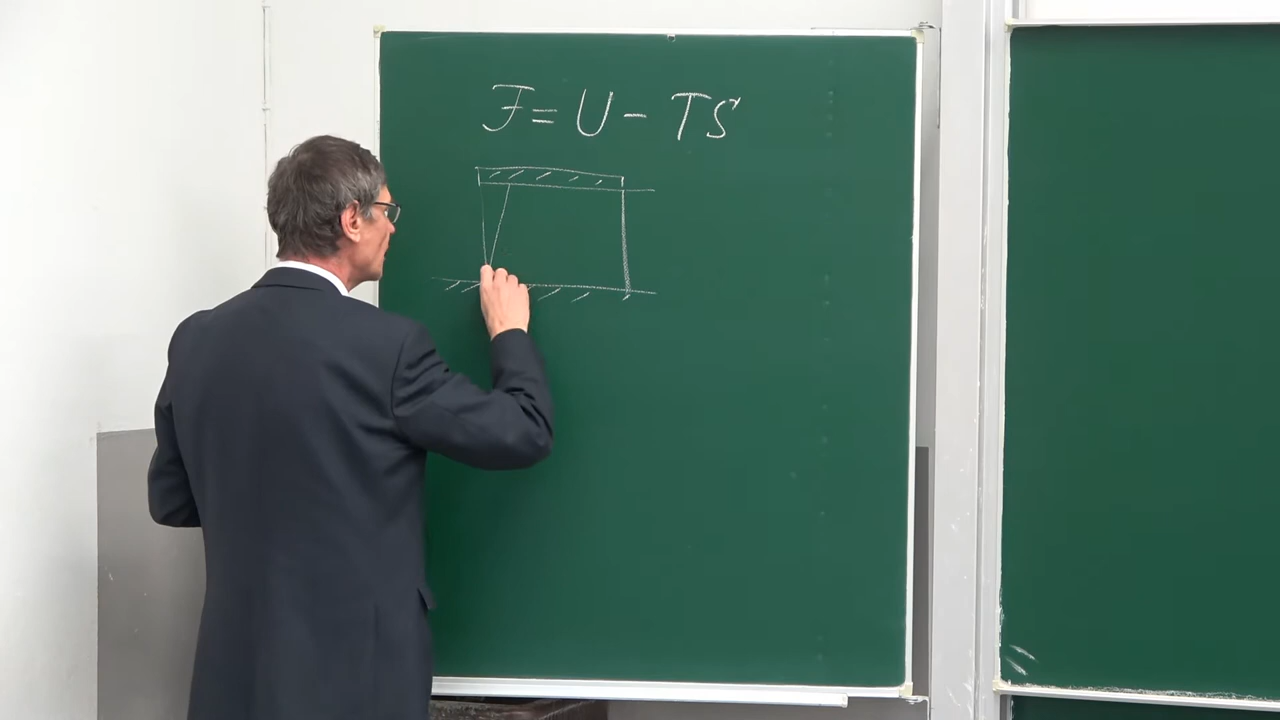 F = U - TS